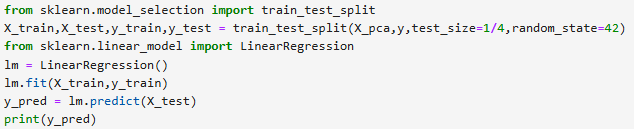 from sklearn.model_selection import train_test_split
X_train,X_test,y_train,y_test = train_test_split(X_pca,y,test_size=1/4,random_state=42)
from sklearn.linear_model import LinearRegression
lm = LinearRegression()
lm.fit(X_train,y_train)
y_pred = lm.predict(X_test)
print(y_pred)